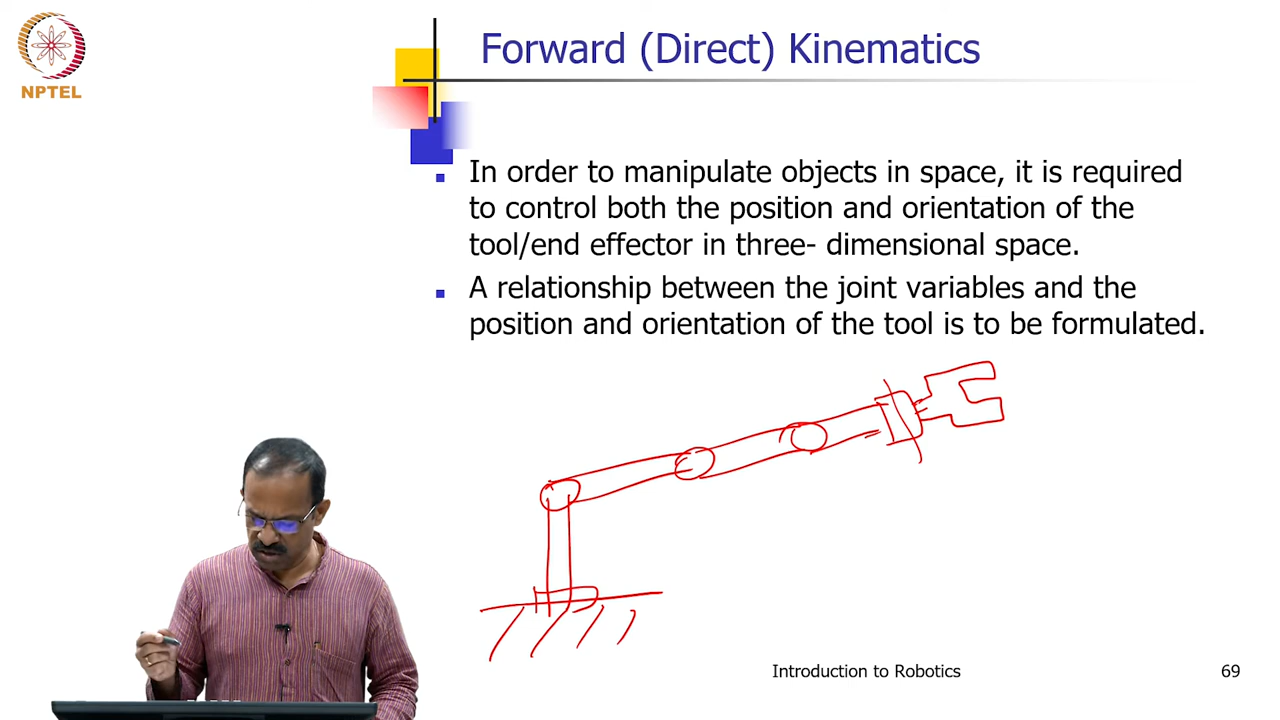 NPTEL
Forward (Direct) Kinematics
In order to manipulate objects in space, it is required
to control both the position and orientation of the
tool/end effector in three- dimensional space.
A relationship between the joint variables and the
position and orientation of the tool is to be formulated.
Introduction to Robotics
69